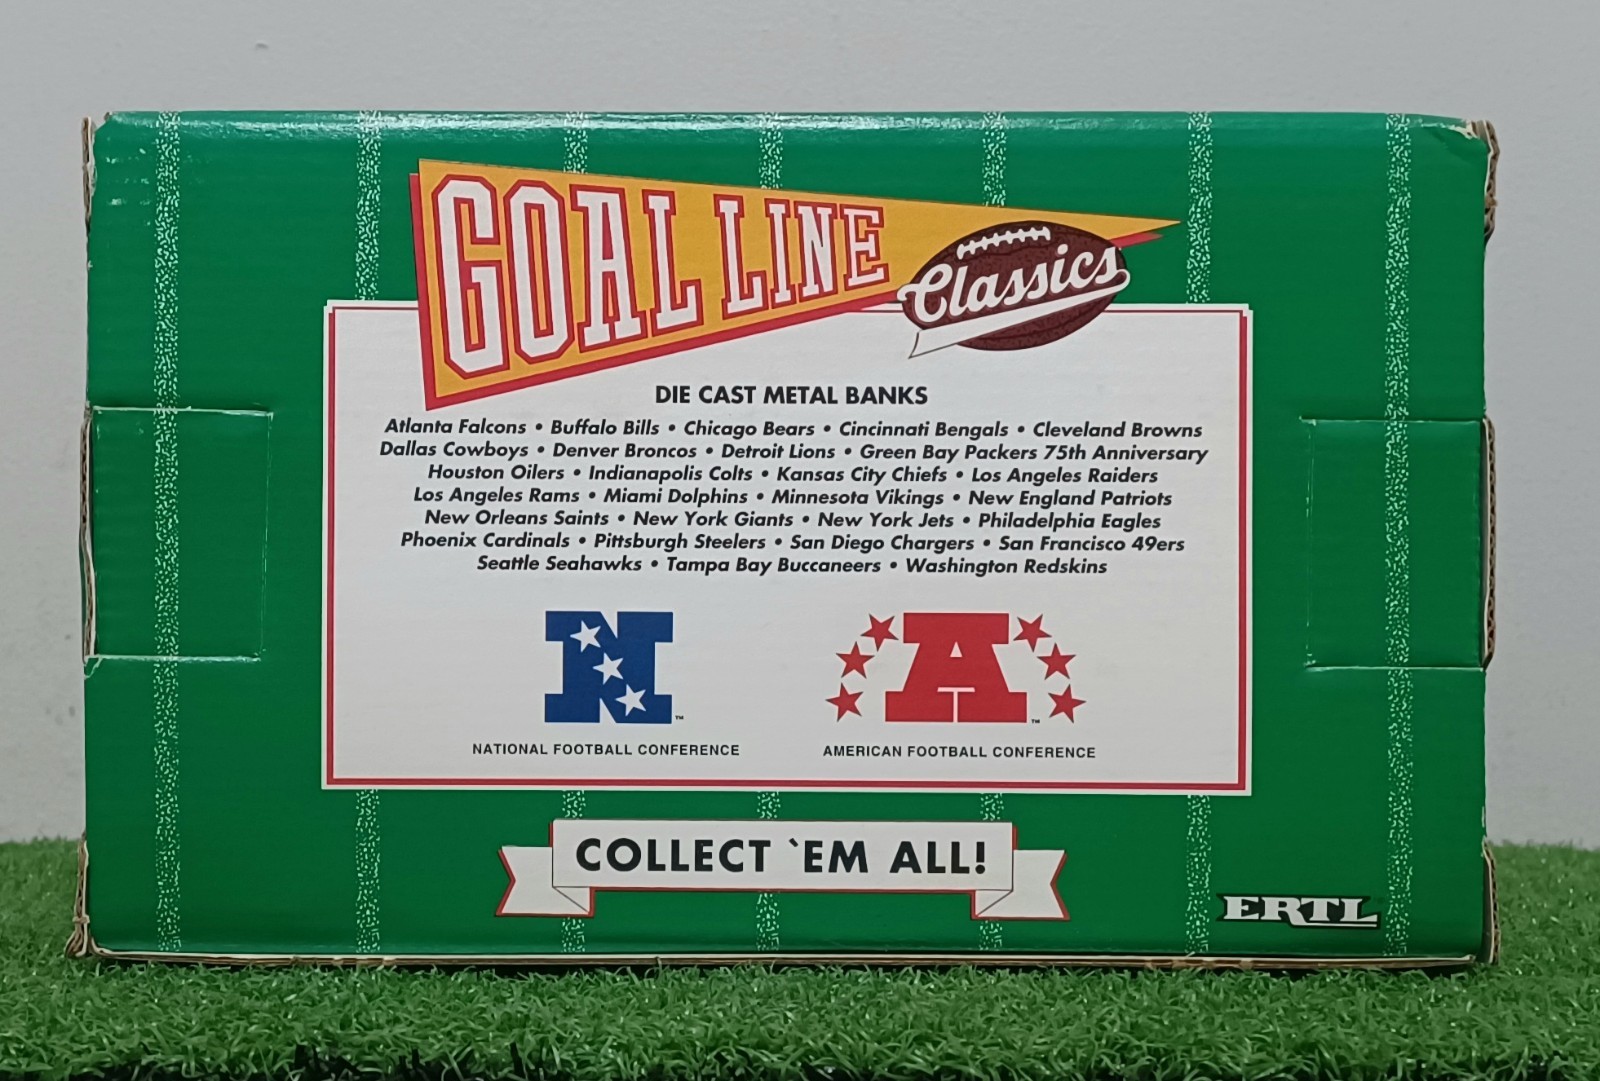 GOAL LINE Classics
DIE CAST METAL BANKS
Atlanta Falcons • Buffalo Bills • Chicago Bears • Cincinnati Bengals • Cleveland Browns
Dallas Cowboys • Denver Broncos • Detroit Lions • Green Bay Packers 75th Anniversary
Houston Oilers • Indianapolis Colts • Kansas City Chiefs • Los Angeles Raiders
Los Angeles Rams • Miami Dolphins • Minnesota Vikings • New England Patriots
New Orleans Saints • New York Giants • New York Jets • Philadelphia Eagles
Phoenix Cardinals • Pittsburgh Steelers • San Diego Chargers • San Francisco 49ers
Seattle Seahawks • Tampa Bay Buccaneers • Washington Redskins
N ™ A ™
NATIONAL FOOTBALL CONFERENCE AMERICAN FOOTBALL CONFERENCE
COLLECT `EM ALL!
ERTL